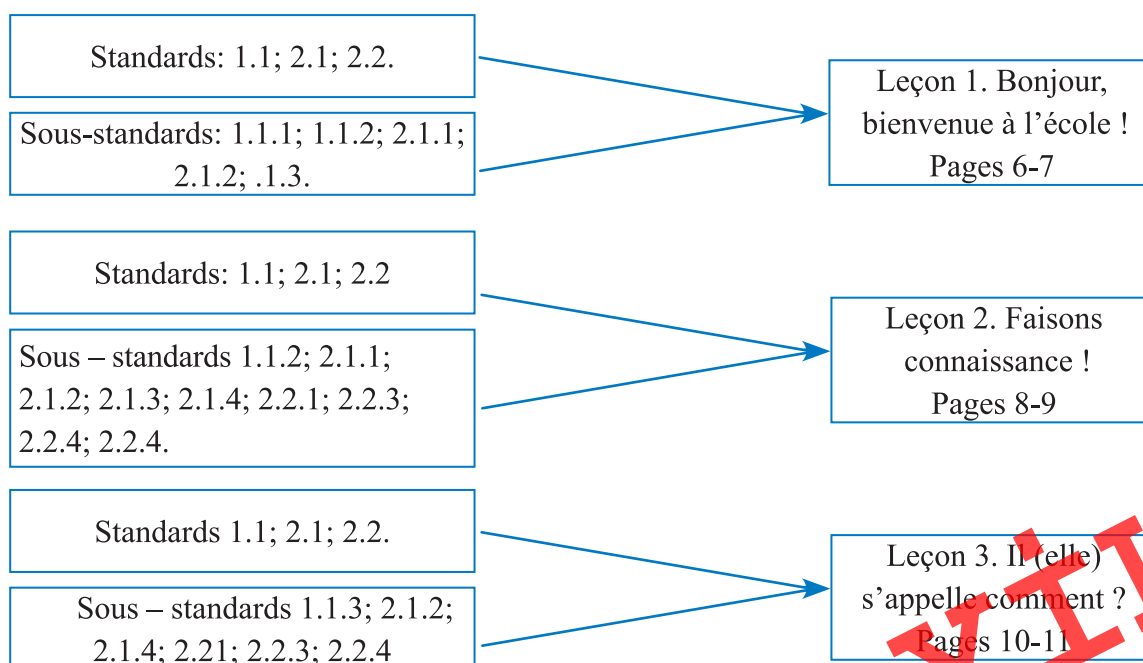 Standards: 1.1; 2.1; 2.2.
Sous-standards: 1.1.1; 1.1.2; 2.1.1;
2.1.2; .1.3.
Leçon 1. Bonjour,
bienvenue à l’école !
Pages 6-7
Standards: 1.1; 2.1; 2.2
Sous – standards 1.1.2; 2.1.1;
2.1.2; 2.1.3; 2.1.4; 2.2.1; 2.2.3;
2.2.4; 2.2.4.
Leçon 2. Faisons
connaissance !
Pages 8-9
Standards 1.1; 2.1; 2.2.
Sous – standards 1.1.3; 2.1.2;
2.1.4; 2.21; 2.2.3; 2.2.4
Leçon 3. Il (elle)
s’appelle comment ?
Pages 10-11